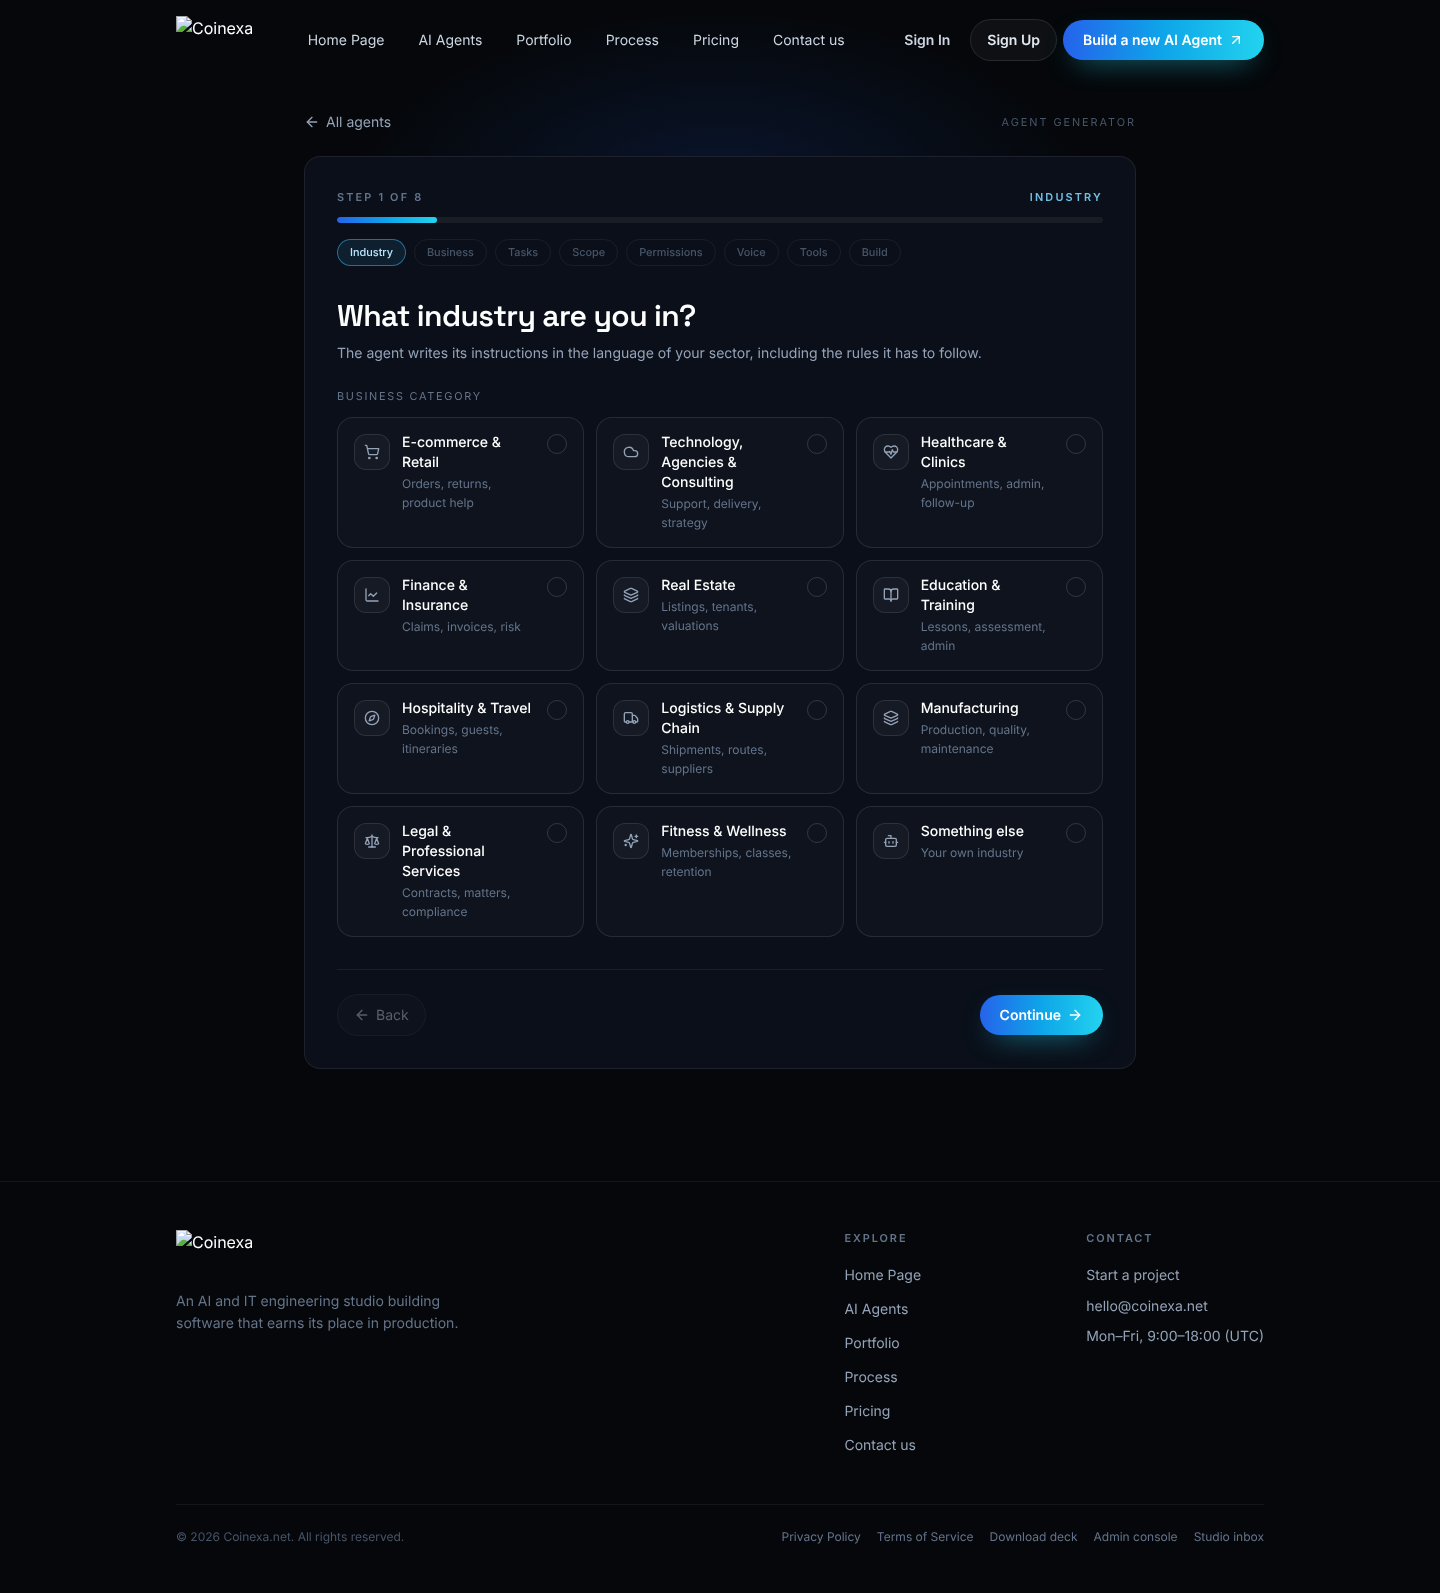 Coinexa
Home Page
AI Agents
Portfolio
Process
Pricing
Contact us
Sign In
Sign Up
Build a new AI Agent
All agents
AGENT GENERATOR
STEP 1 OF 8
INDUSTRY
Industry
Business
Tasks
Scope
Permissions
Voice
Tools
Build
What industry are you in?
The agent writes its instructions in the language of your sector, including the rules it has to follow.
BUSINESS CATEGORY
E-commerce &
Retail
Orders, returns,
product help
Technology,
Agencies &
Consulting
Support, delivery,
strategy
Healthcare &
Clinics
Appointments, admin,
follow-up
Finance &
Insurance
Claims, invoices, risk
Real Estate
Listings, tenants,
valuations
Education &
Training
Lessons, assessment,
admin
Hospitality & Travel
Bookings, guests,
itineraries
Logistics & Supply
Chain
Shipments, routes,
suppliers
Manufacturing
Production, quality,
maintenance
Legal &
Professional
Services
Contracts, matters,
compliance
Fitness & Wellness
Memberships, classes,
retention
Something else
Your own industry
Back
Continue
Coinexa
An AI and IT engineering studio building
software that earns its place in production.
EXPLORE
Home Page
AI Agents
Portfolio
Process
Pricing
Contact us
CONTACT
Start a project
hello@coinexa.net
Mon–Fri, 9:00–18:00 (UTC)
© 2026 Coinexa.net. All rights reserved.
Privacy Policy
Terms of Service
Download deck
Admin console
Studio inbox